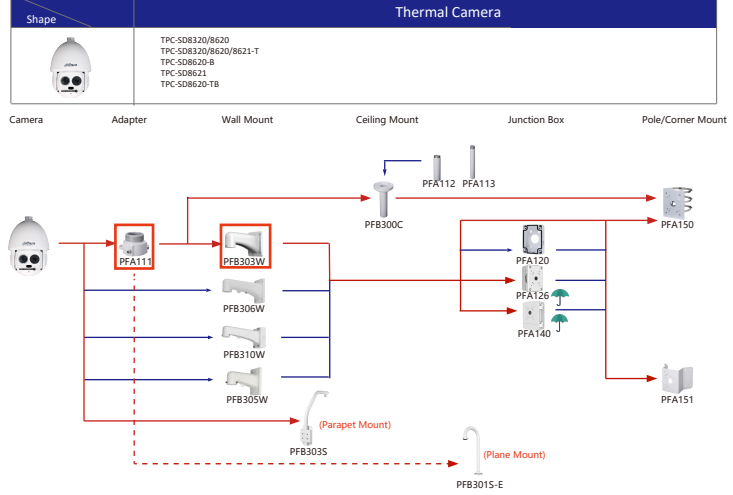 Shape
Thermal Camera
TPC-SD8320/8620
TPC-SD8320/8620/8621-T
TPC-SD8620-B
TPC-SD8621
TPC-SD8620-TB
Camera
Adapter
Wall Mount
Ceiling Mount
Junction Box
Pole/Corner Mount
PFA112
PFA113
PFB300C
PFA150
PFA111
PFB303W
PFA120
PFB306W
PFA126
PFB310W
PFA140
PFB305W
PFA151
(Parapet Mount)
PFB303S
(Plane Mount)
PFB301S-E